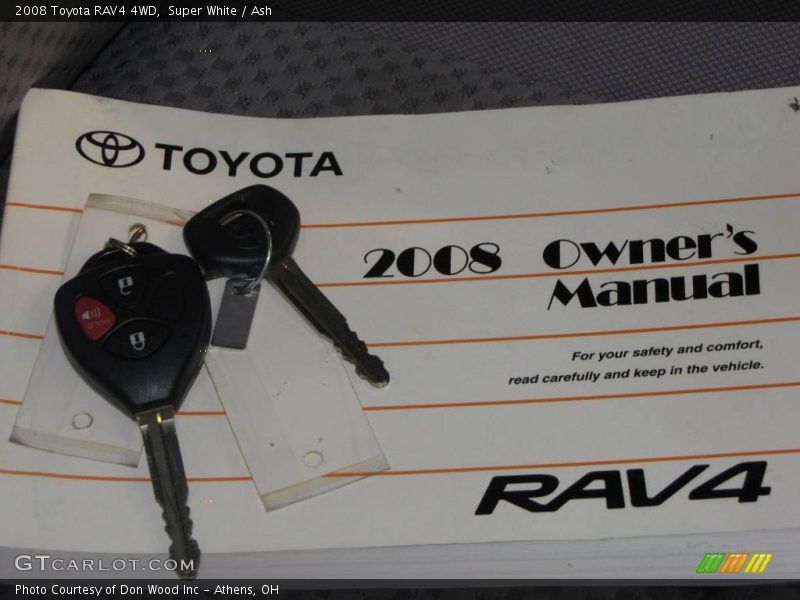 2008 Toyota RAV4 4WD, Super White / Ash
TOYOTA
2008 Owner's
Manual
For your safety and comfort,
read carefully and keep in the vehicle.
HOLD
RAV4
GTCARLOT.COM
Photo Courtesy of Don Wood Inc - Athens, OH